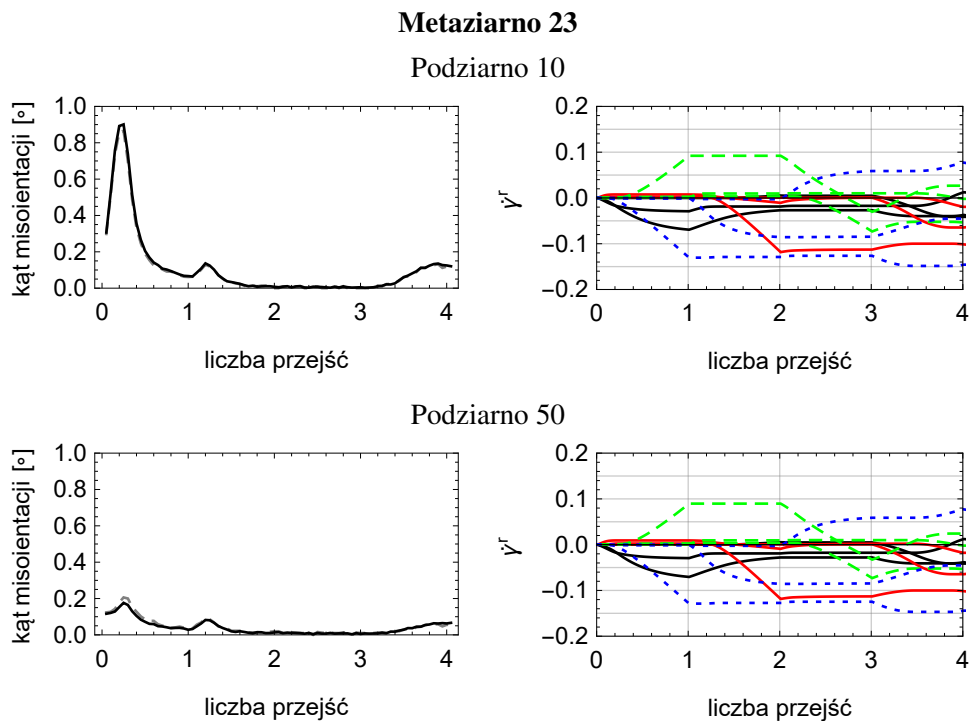 Metaziarno 23
Podziarno 10
kąt misoientacji [°]
1.0
0.8
0.6
0.4
0.2
0.0
0 1 2 3 4
liczba przejść
γ̇ʳ
0.2
0.1
0.0
−0.1
−0.2
0 1 2 3 4
liczba przejść
Podziarno 50
kąt misoientacji [°]
1.0
0.8
0.6
0.4
0.2
0.0
0 1 2 3 4
liczba przejść
γ̇ʳ
0.2
0.1
0.0
−0.1
−0.2
0 1 2 3 4
liczba przejść